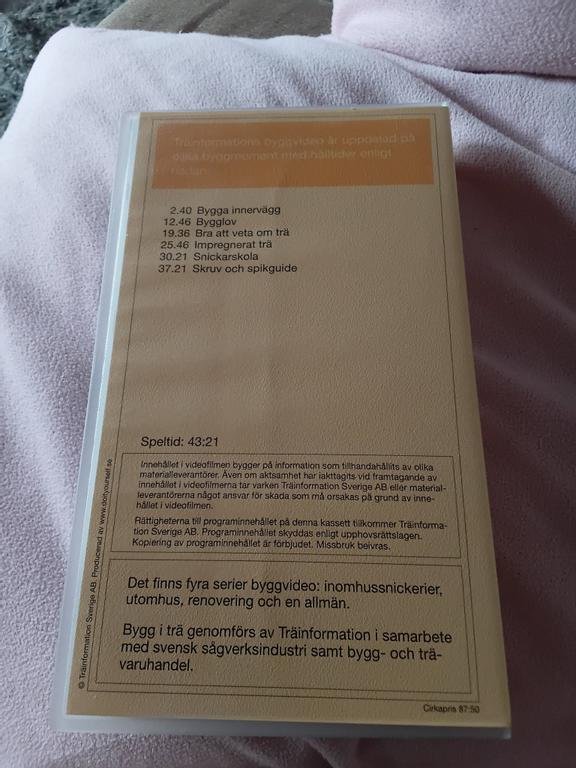 Träinformations byggvideo är uppdelad på
olika byggmoment med hålltider enligt
nedan.
2.40 Bygga innervägg
12.46 Bygglov
19.36 Bra att veta om trä
25.46 Impregnerat trä
30.21 Snickarskola
37.21 Skruv och spikguide
Speltid: 43:21
Innehållet i videofilmen bygger på information som tillhandahållits av olika
materialleverantörer. Även om aktsamhet har iakttagits vid framtagande av
innehållet i videofilmerna tar varken Träinformation Sverige AB eller material-
leverantörerna något ansvar för skada som må orsakas på grund av inne-
hållet i videofilmen.
Rättigheterna till programinnehållet på denna kassett tillkommer Träinforma-
tion Sverige AB. Programinnehållet skyddas enligt upphovsrättslagen.
Kopiering av programinnehållet är förbjudet. Missbruk beivras.
Det finns fyra serier byggvideo: inomhussnickerier,
utomhus, renovering och en allmän.
Bygg i trä genomförs av Träinformation i samarbete
med svensk sågverksindustri samt bygg- och trä-
varuhandel.
Cirkapris 87:50
© Träinformation Sverige AB. Producerad av www.doityourself.se